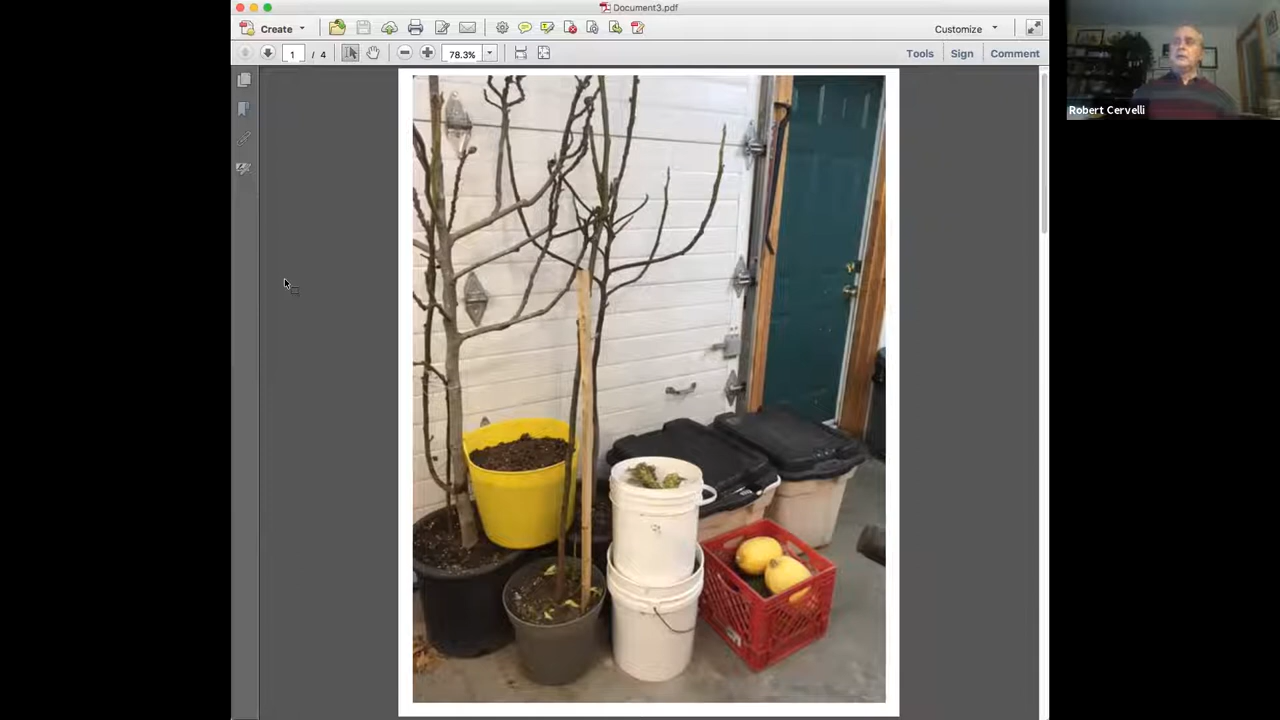 Document3.pdf
Create
Customize
1 / 4
78.3%
Tools Sign Comment
Robert Cervelli